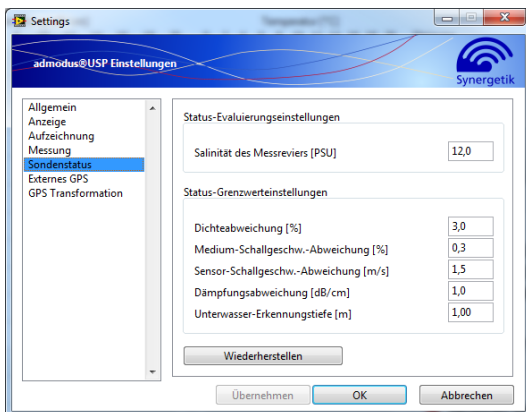 Settings
admodus®USP Einstellungen
Synergetik
Allgemein
Anzeige
Aufzeichnung
Messung
Sondenstatus
Externes GPS
GPS Transformation
Status-Evaluierungseinstellungen
Salinität des Messreviers [PSU] 12,0
Status-Grenzwerteinstellungen
Dichteabweichung [%] 3,0
Medium-Schallgeschw.-Abweichung [%] 0,3
Sensor-Schallgeschw.-Abweichung [m/s] 1,5
Dämpfungsabweichung [dB/cm] 1,0
Unterwasser-Erkennungstiefe [m] 1,00
Wiederherstellen
Übernehmen OK Abbrechen